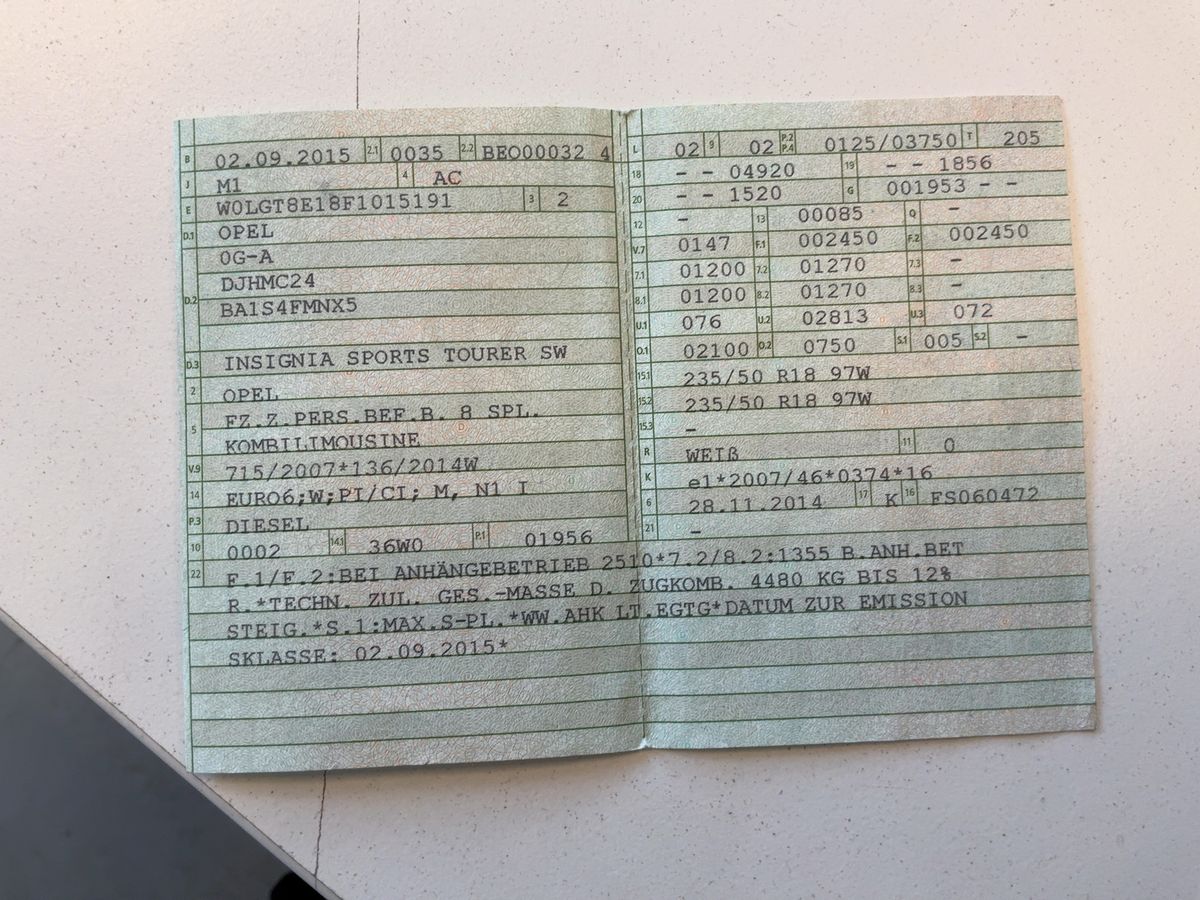 B 02.09.2015 2.1 0035 2.2 BEO00032 4
J M1 4 AC
E W0LGT8E18F1015191 3 2
D.1 OPEL
0G-A
D.2 DJHMC24
BA1S4FMNX5
D.3 INSIGNIA SPORTS TOURER SW
2 OPEL
5 FZ.Z.PERS.BEF.B. 8 SPL.
KOMBILIMOUSINE
V.9 715/2007*136/2014W
14 EURO6;W;PI/CI; M, N1 I
P.3 DIESEL
10 0002 14.1 36W0 P.1 01956
L 02 9 02 P.2 P.4 0125/03750 T 205
18 - - 04920 19 - - 1856
20 - - 1520 G 001953 - -
12 - 13 00085 Q -
V.7 0147 F.1 002450 F.2 002450
7.1 01200 7.2 01270 7.3 -
8.1 01200 8.2 01270 8.3 -
U.1 076 U.2 02813 U.3 072
O.1 02100 O.2 0750 S.1 005 S.2 -
15.1 235/50 R18 97W
15.2 235/50 R18 97W
15.3 -
R WEIß 11 0
K e1*2007/46*0374*16
6 28.11.2014 17 K 16 FS060472
21 -
22 F.1/F.2:BEI ANHÄNGEBETRIEB 2510*7.2/8.2:1355 B.ANH.BET
R.*TECHN. ZUL. GES.-MASSE D. ZUGKOMB. 4480 KG BIS 12%
STEIG.*S.1:MAX.S-PL.*WW.AHK LT.EGTG*DATUM ZUR EMISSION
SKLASSE: 02.09.2015*